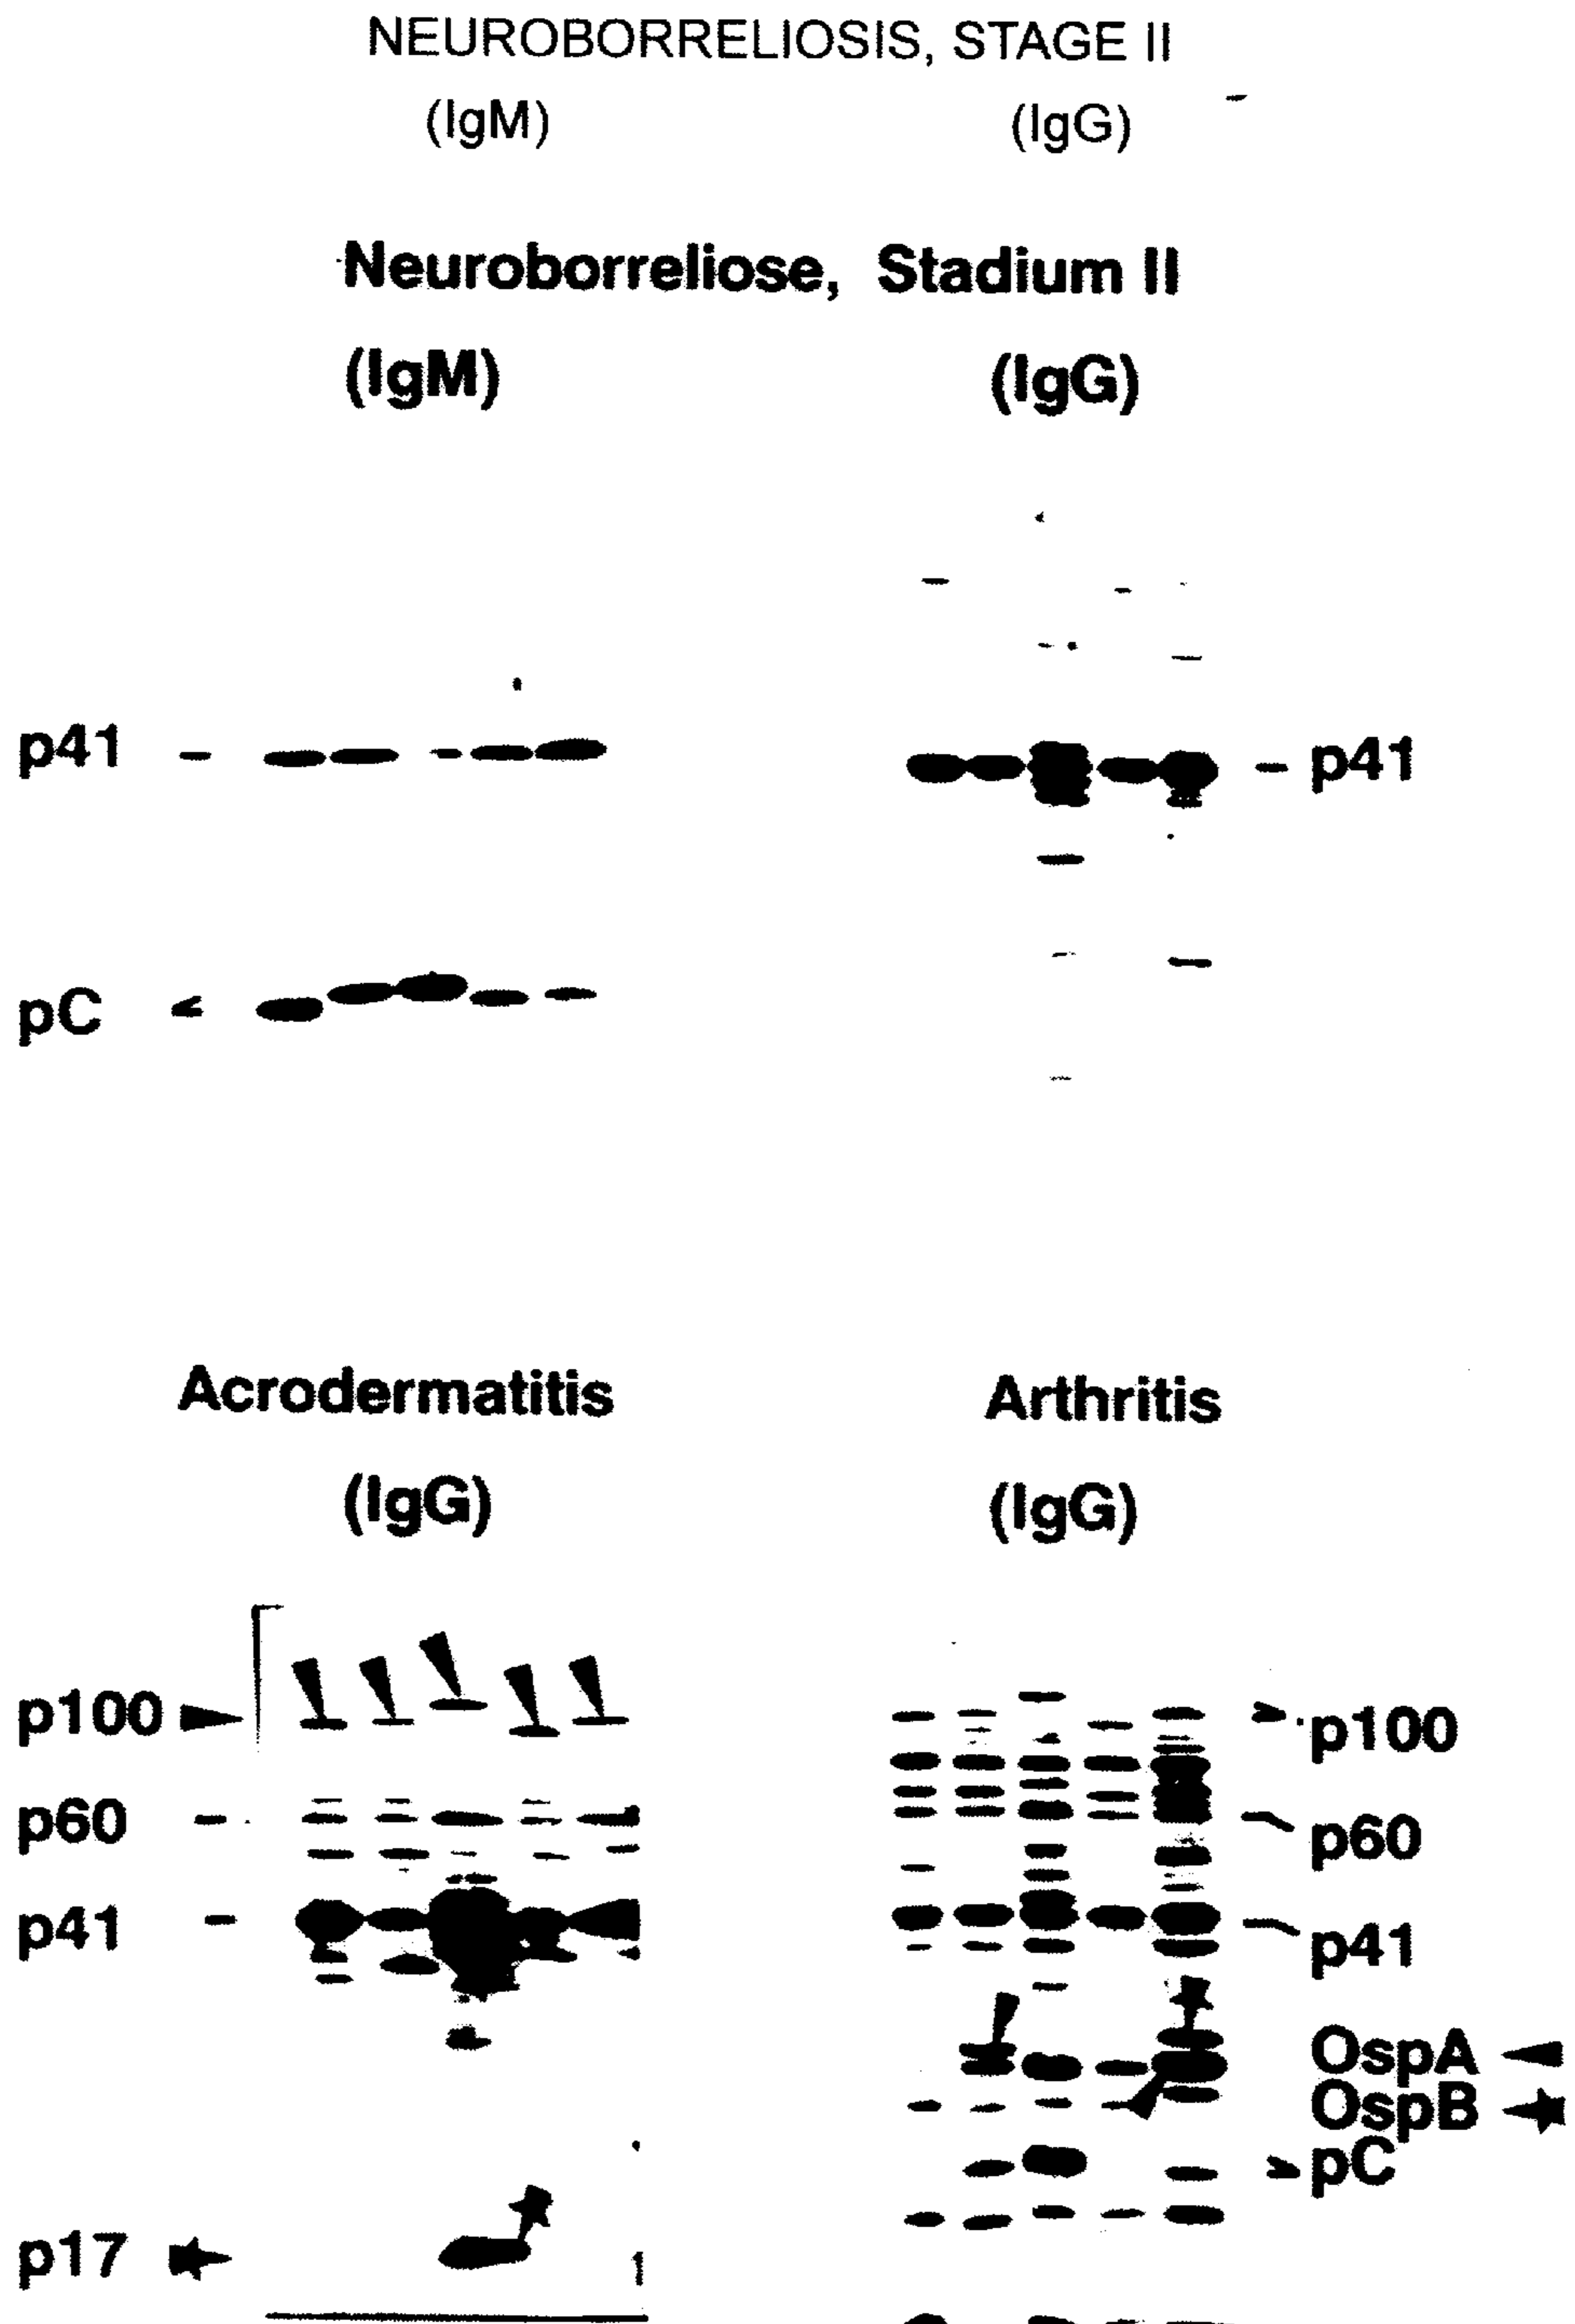 NEUROBORRELIOSIS, STAGE II
(IgM) (IgG)
Neuroborreliose, Stadium II
(IgM) (IgG)
p41 p41
pC
Acrodermatitis Arthritis
(IgG) (IgG)
p100 p100
p60 p60
p41 p41
OspA
OspB
pC
p17 1